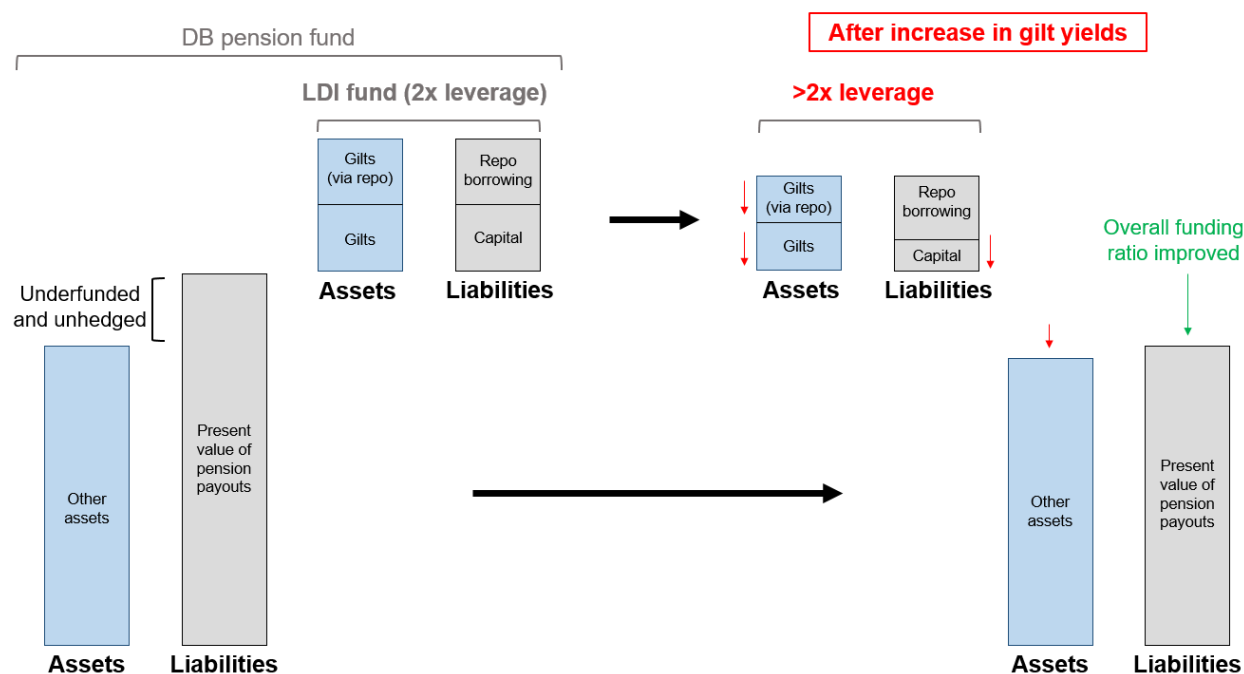 DB pension fund
After increase in gilt yields
LDI fund (2x leverage)
>2x leverage
Gilts
(via repo)
Gilts
Repo
borrowing
Capital
Assets
Liabilities
Gilts
(via repo)
Gilts
Repo
borrowing
Capital
Assets
Liabilities
Overall funding
ratio improved
Underfunded
and unhedged
Other
assets
Present
value of
pension
payouts
Assets
Liabilities
Other
assets
Present
value of
pension
payouts
Assets
Liabilities